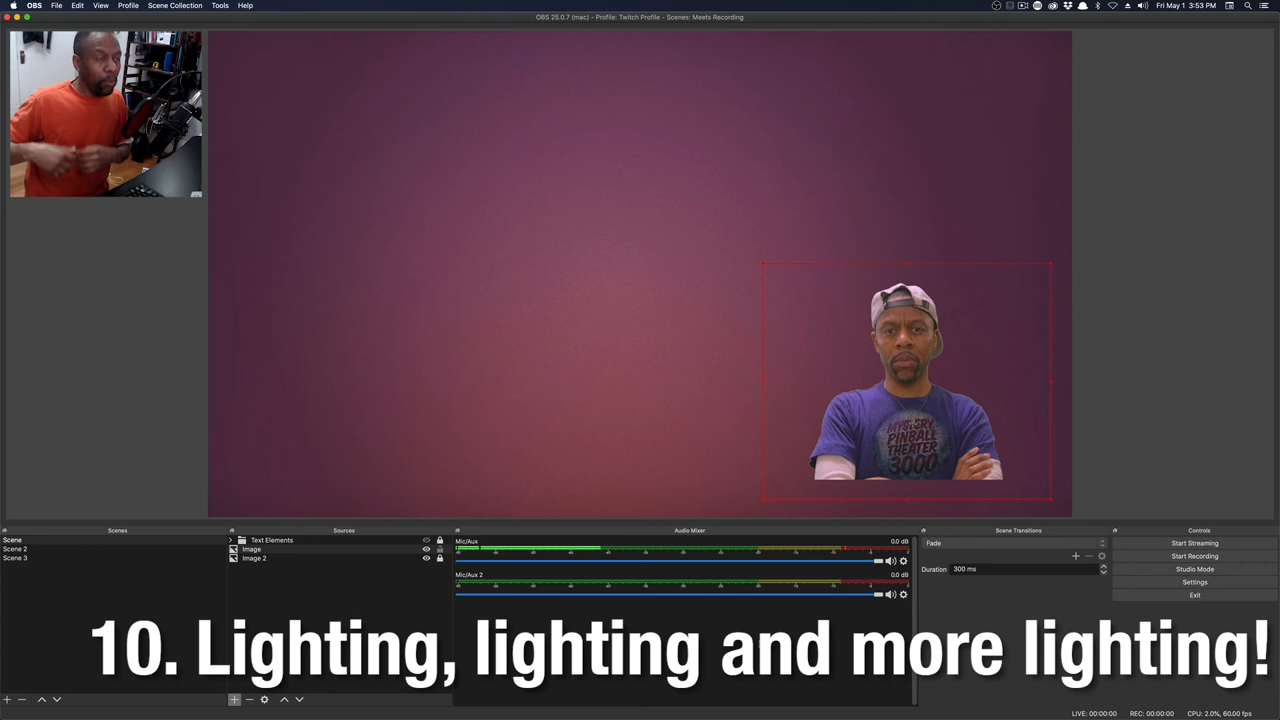 OBS File Edit View Profile Scene Collection Tools Help Fri May 1 3:53 PM
OBS 25.0.7 (mac) - Profile: Twitch Profile - Scenes: Meets Recording
MYSTERY
PINBALL
THEATER
3000
Scenes
Scene
Scene 2
Scene 3
Sources
Text Elements
Image
Image 2
Audio Mixer
Mic/Aux 0.0 dB
Mic/Aux 2 0.0 dB
Scene Transitions
Fade
Duration 300 ms
Controls
Start Streaming
Start Recording
Studio Mode
Settings
Exit
10. Lighting, lighting and more lighting!
LIVE: 00:00:00 REC: 00:00:00 CPU: 2.0%, 60.00 fps